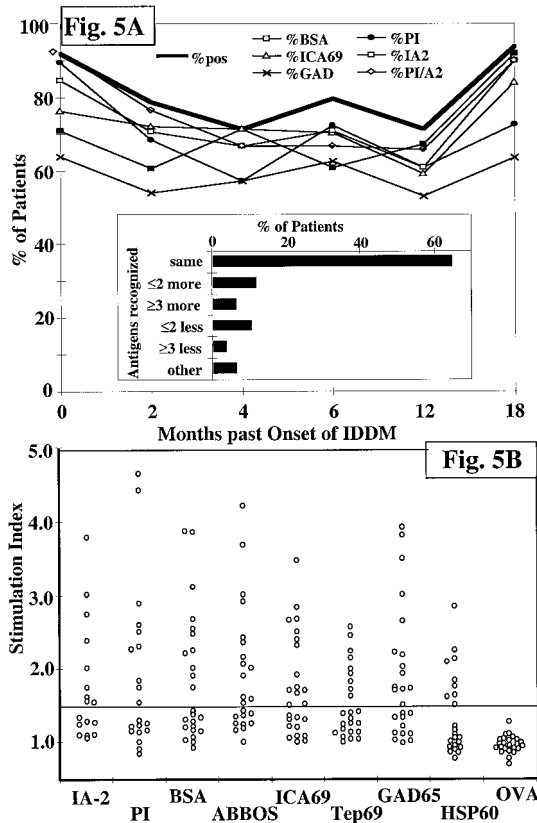 Fig. 5A
%pos
%BSA
%PI
%ICA69
%IA2
%GAD
%PI/A2
100
80
60
40
20
0
% of Patients
% of Patients
0 20 40 60
Antigens recognized
same
≤2 more
≥3 more
≤2 less
≥3 less
other
0 2 4 6 12 18
Months past Onset of IDDM
Fig. 5B
5.0
4.0
3.0
2.0
1.0
Stimulation Index
IA-2 BSA ICA69 GAD65 OVA
PI ABBOS Tep69 HSP60